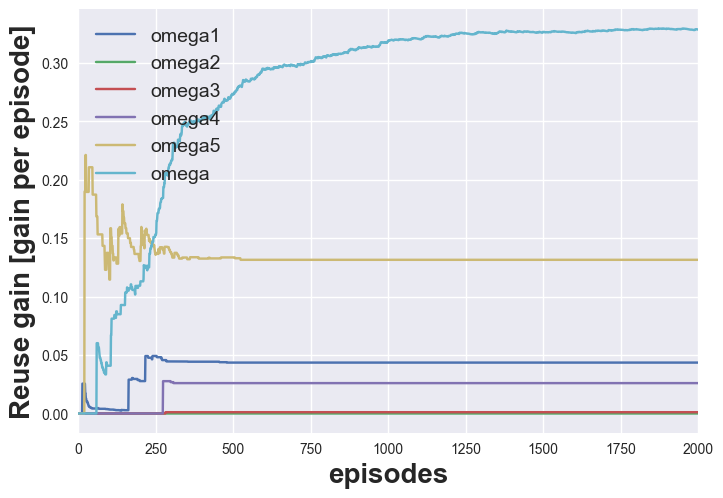 Reuse gain [gain per episode]
0.30
0.25
0.20
0.15
0.10
0.05
0.00
omega1
omega2
omega3
omega4
omega5
omega
0 250 500 750 1000 1250 1500 1750 2000
episodes